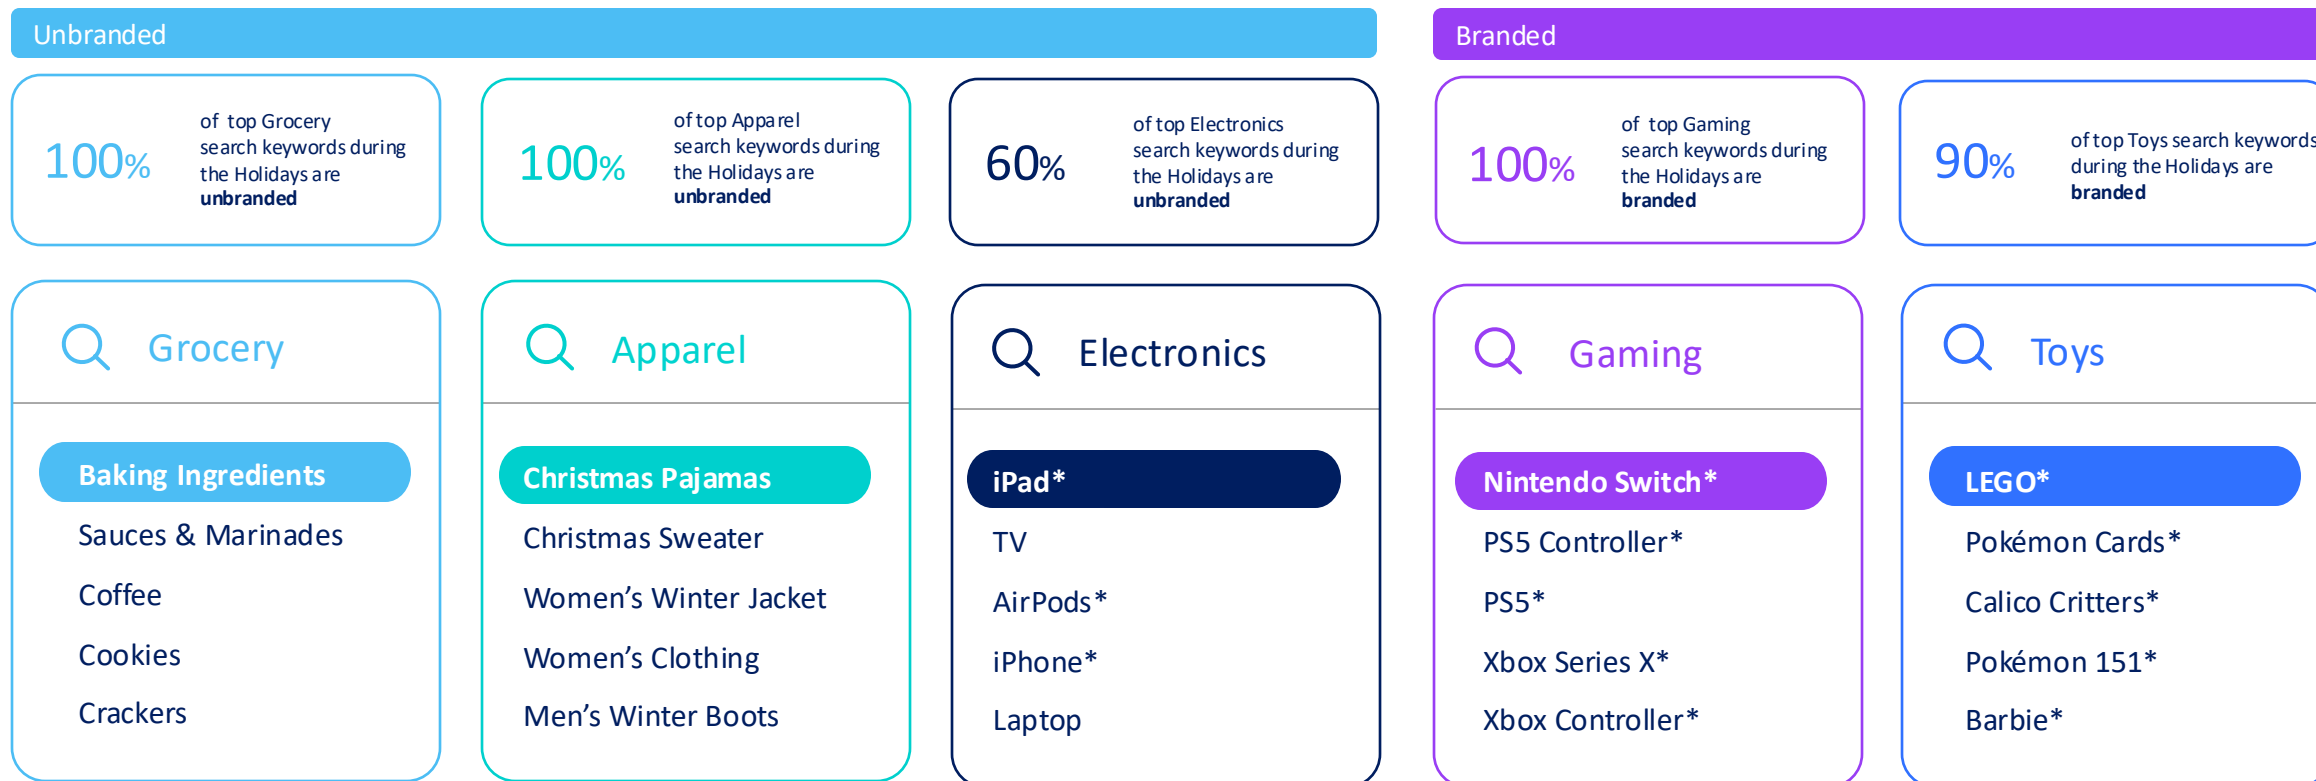 Unbranded
100%
of top Grocery
search keywords during
the Holidays are
unbranded
100%
of top Apparel
search keywords during
the Holidays are
unbranded
60%
of top Electronics
search keywords during
the Holidays are
unbranded
Branded
100%
of top Gaming
search keywords during
the Holidays are
branded
90%
of top Toys search keywords
during the Holidays are
branded
Grocery
Baking Ingredients
Sauces & Marinades
Coffee
Cookies
Crackers
Apparel
Christmas Pajamas
Christmas Sweater
Women’s Winter Jacket
Women’s Clothing
Men’s Winter Boots
Electronics
iPad*
TV
AirPods*
iPhone*
Laptop
Gaming
Nintendo Switch*
PS5 Controller*
PS5*
Xbox Series X*
Xbox Controller*
Toys
LEGO*
Pokémon Cards*
Calico Critters*
Pokémon 151*
Barbie*